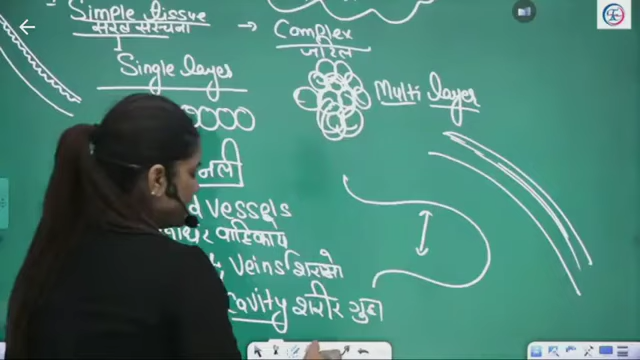 Simple tissue
सरल संरचना
Single layer
→ Complex
जटिल
Multi layer
नली
Vessels
वाहिकाय
Veins शिराओ
Cavity शरीर गुहा